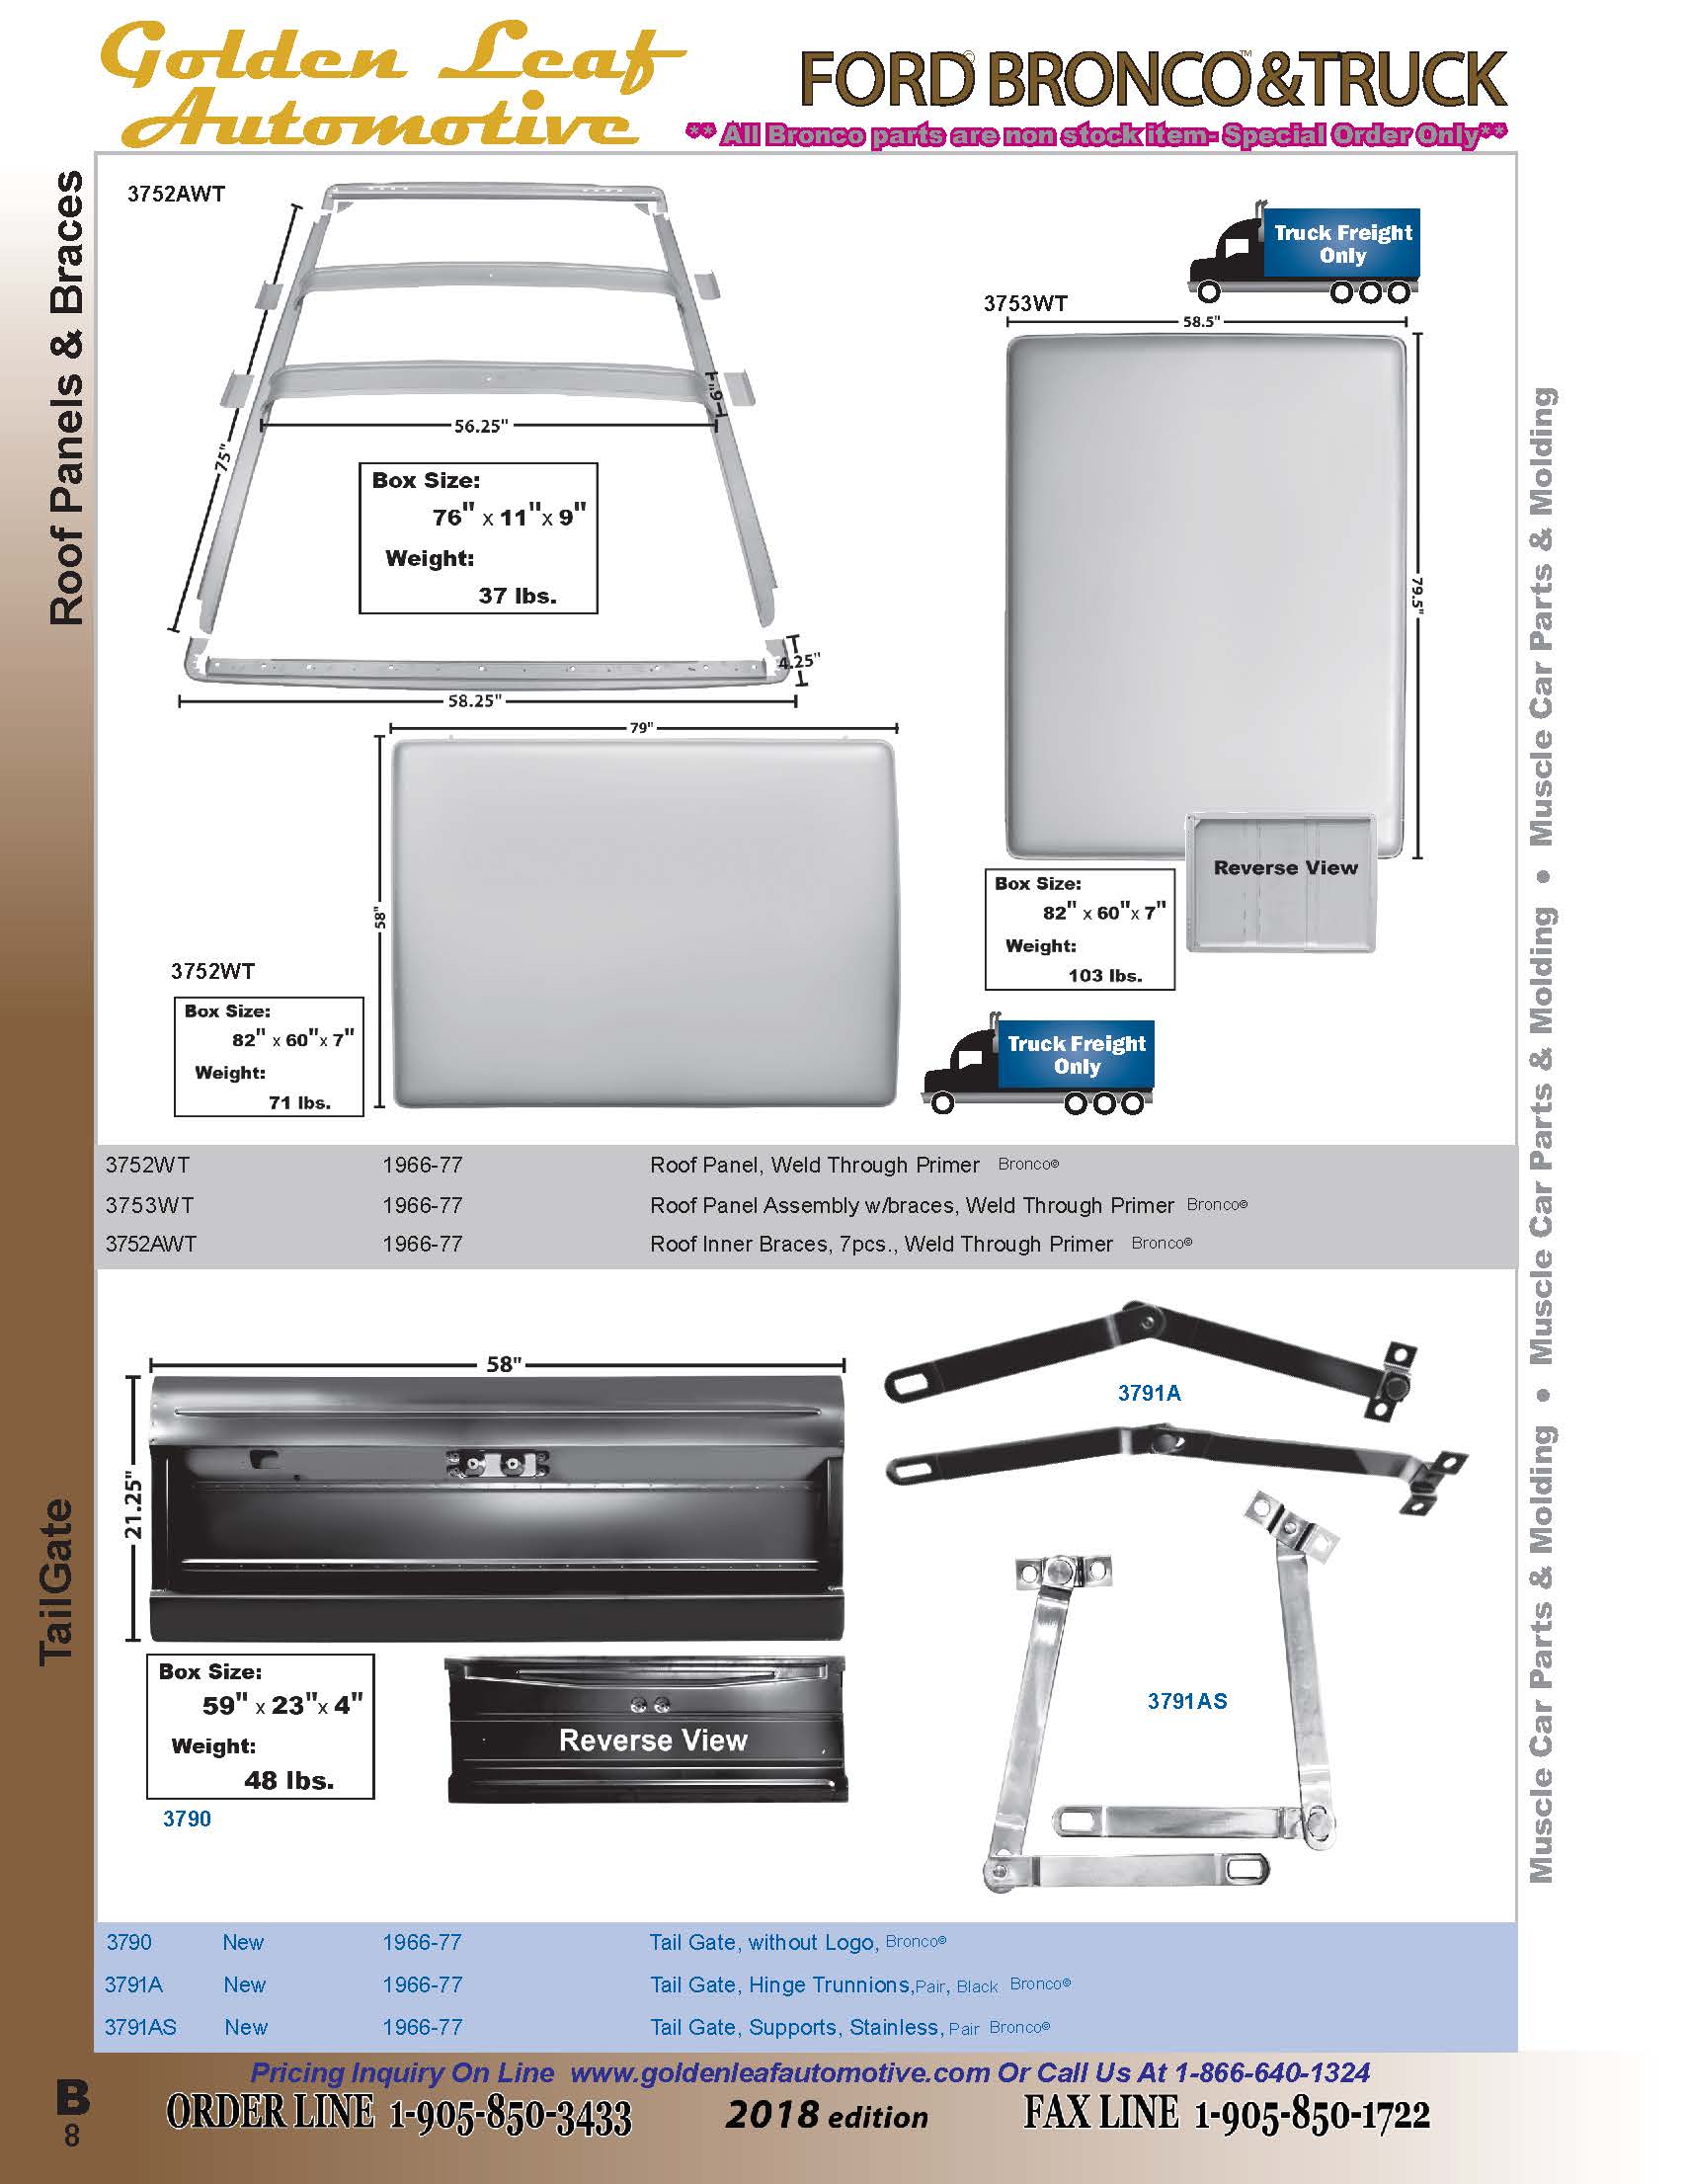 Golden Leaf
Automotive
FORD© BRONCO™&TRUCK
** All Bronco parts are non stock item- Special Order Only**
Roof Panels & Braces
3752AWT
75"
56.25"
6"
Box Size:
76" x 11"x 9"
Weight:
37 lbs.
4.25"
58.25"
Truck Freight
Only
3753WT
58.5"
79.5"
Reverse View
Box Size:
82" x 60"x 7"
Weight:
103 lbs.
79"
58"
3752WT
Box Size:
82" x 60"x 7"
Weight:
71 lbs.
Truck Freight
Only
3752WT 1966-77 Roof Panel, Weld Through Primer Bronco©
3753WT 1966-77 Roof Panel Assembly w/braces, Weld Through Primer Bronco©
3752AWT 1966-77 Roof Inner Braces, 7pcs., Weld Through Primer Bronco©
TailGate
58"
21.25"
Box Size:
59" x 23"x 4"
Weight:
48 lbs.
3790
Reverse View
3791A
3791AS
3790 New 1966-77 Tail Gate, without Logo, Bronco©
3791A New 1966-77 Tail Gate, Hinge Trunnions,Pair, Black Bronco©
3791AS New 1966-77 Tail Gate, Supports, Stainless, Pair Bronco©
Muscle Car Parts & Molding • Muscle Car Parts & Molding • Muscle Car Parts & Molding
Pricing Inquiry On Line www.goldenleafautomotive.com Or Call Us At 1-866-640-1324
ORDER LINE 1-905-850-3433 2018 edition FAX LINE 1-905-850-1722
B
8